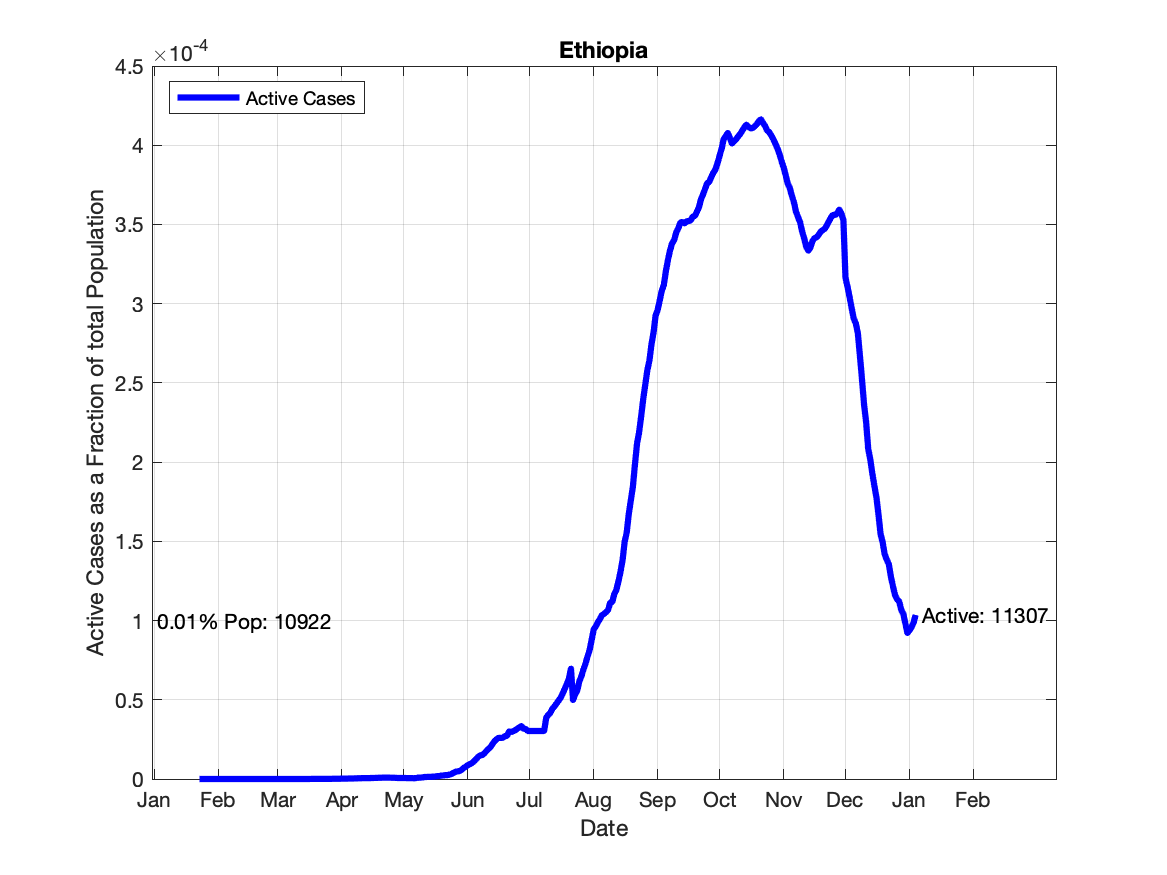 Ethiopia
×10-4
4.5
4
3.5
3
2.5
2
1.5
1
0.5
0
Active Cases
Active Cases as a Fraction of total Population
0.01% Pop: 10922
Active: 11307
Jan Feb Mar Apr May Jun Jul Aug Sep Oct Nov Dec Jan Feb
Date